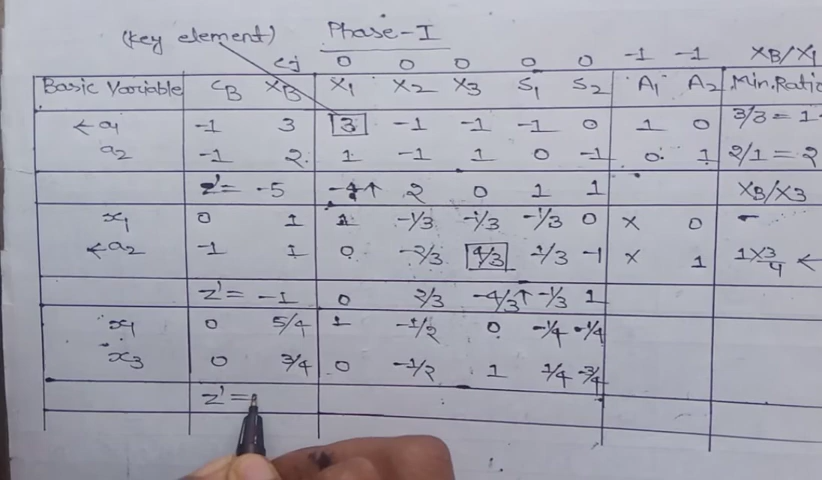 (Key element) Phase-I
Cj 0 0 0 0 0 -1 -1 XB/X1
Basic Variable CB XB X1 X2 X3 S1 S2 A1 A2 Min. Ratio
←a1 -1 3 3 -1 -1 -1 0 1 0 3/3 = 1
a2 -1 2 1 -1 1 0 -1 0 1 2/1 = 2
Z' = -5 -4↑ 2 0 1 1 XB/X3
x1 0 1 1 -1/3 -1/3 -1/3 0 × 0 -
←a2 -1 1 0 -2/3 4/3 1/3 -1 × 1 1×3/4 ←
Z' = -1 0 2/3 -4/3↑ -1/3 1
x1 0 5/4 1 -1/2 0 -1/4 -1/4
x3 0 3/4 0 -1/2 1 1/4 -3/4
Z' =